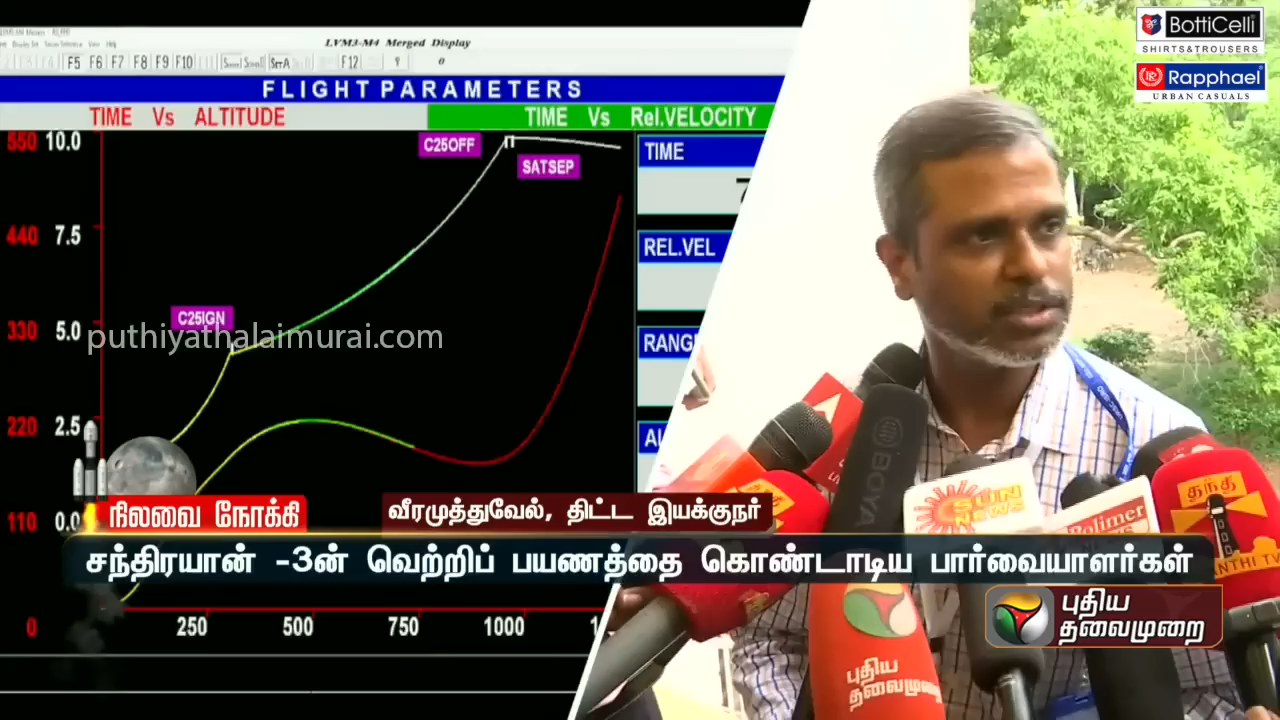 LVM3-M4 Merged Display
F5 F6 F7 F8 F9 F10
F12
FLIGHT PARAMETERS
TIME Vs ALTITUDE
TIME Vs Rel.VELOCITY
550 10.0
440 7.5
330 5.0
220 2.5
110 0.0
0
250 500 750 1000
C25OFF
SATSEP
C25IGN
TIME
REL.VEL
puthiyathalaimurai.com
BottiCelli
SHIRTS&TROUSERS
Rapphael
URBAN CASUALS
BOYA
SUN
NEWS
Polimer
தந்தி
நிலவை நோக்கி
வீரமுத்துவேல், திட்ட இயக்குநர்
சந்திரயான் -3ன் வெற்றிப் பயணத்தை கொண்டாடிய பார்வையாளர்கள்
புதிய
தலைமுறை
புதிய